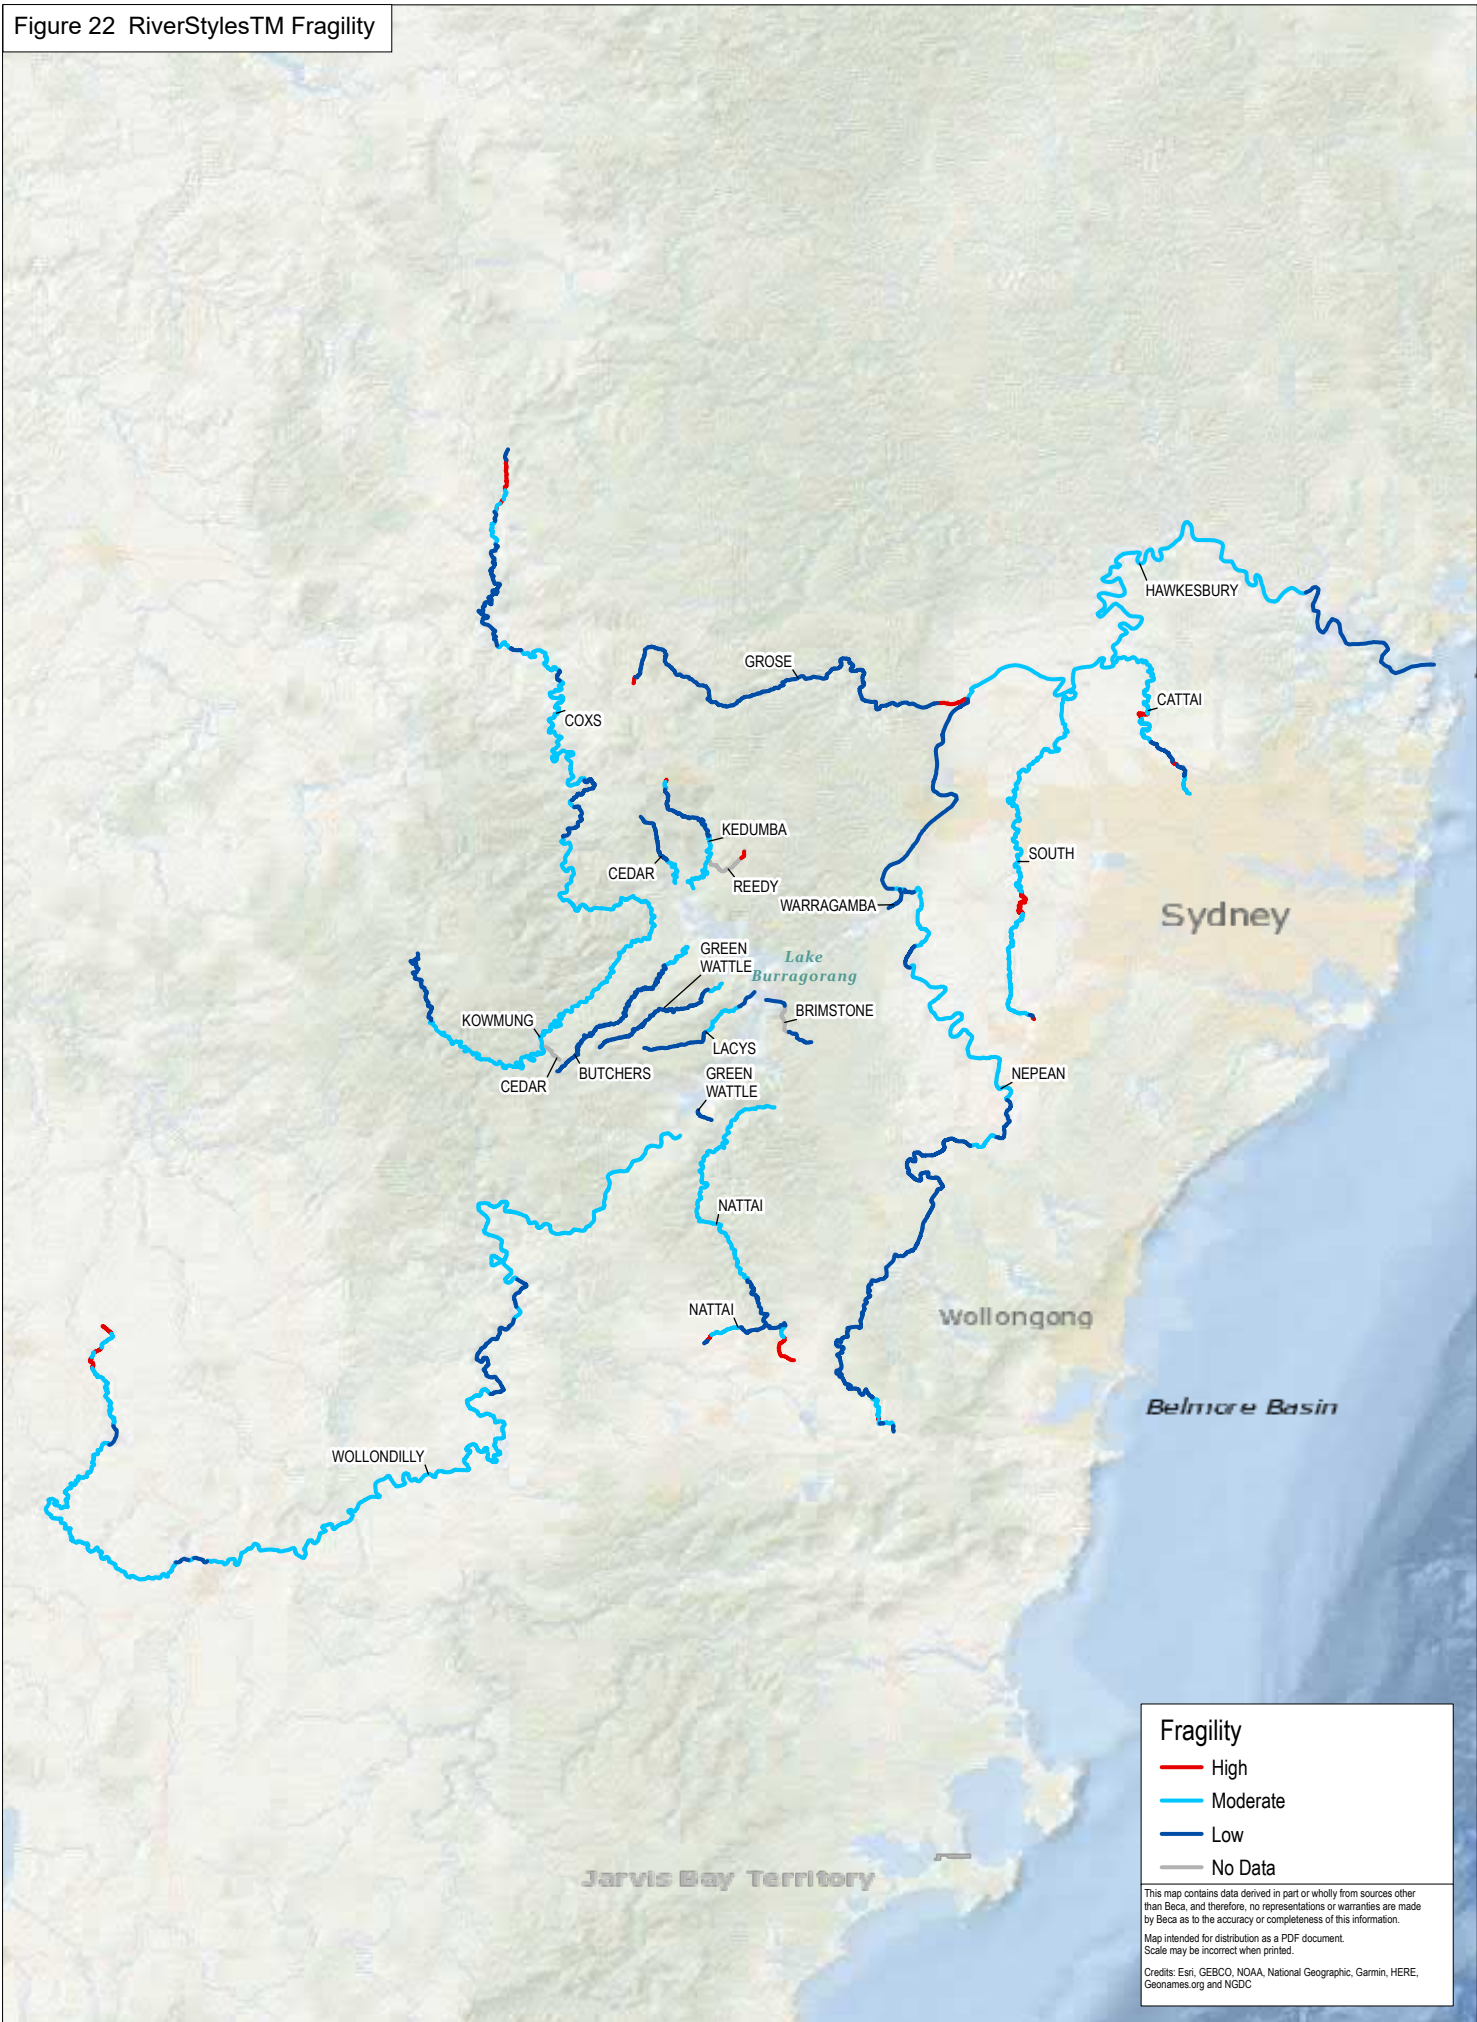 Figure 22 RiverStylesTM Fragility
HAWKESBURY
GROSE
CATTAI
COXS
KEDUMBA
CEDAR
REEDY
SOUTH
WARRAGAMBA
Sydney
GREEN
WATTLE
Lake
Burragorang
BRIMSTONE
KOWMUNG
LACYS
CEDAR
BUTCHERS
GREEN
WATTLE
NEPEAN
NATTAI
NATTAI
Wollongong
Belmore Basin
WOLLONDILLY
Jarvis Bay Territory
Fragility
High
Moderate
Low
No Data
This map contains data derived in part or wholly from sources other
than Beca, and therefore, no representations or warranties are made
by Beca as to the accuracy or completeness of this information.
Map intended for distribution as a PDF document.
Scale may be incorrect when printed.
Credits: Esri, GEBCO, NOAA, National Geographic, Garmin, HERE,
Geonames.org and NGDC